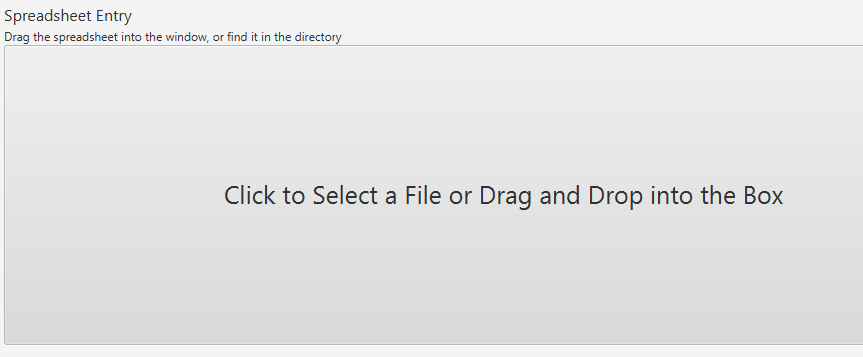 Spreadsheet Entry
Drag the spreadsheet into the window, or find it in the directory
Click to Select a File or Drag and Drop into the Box